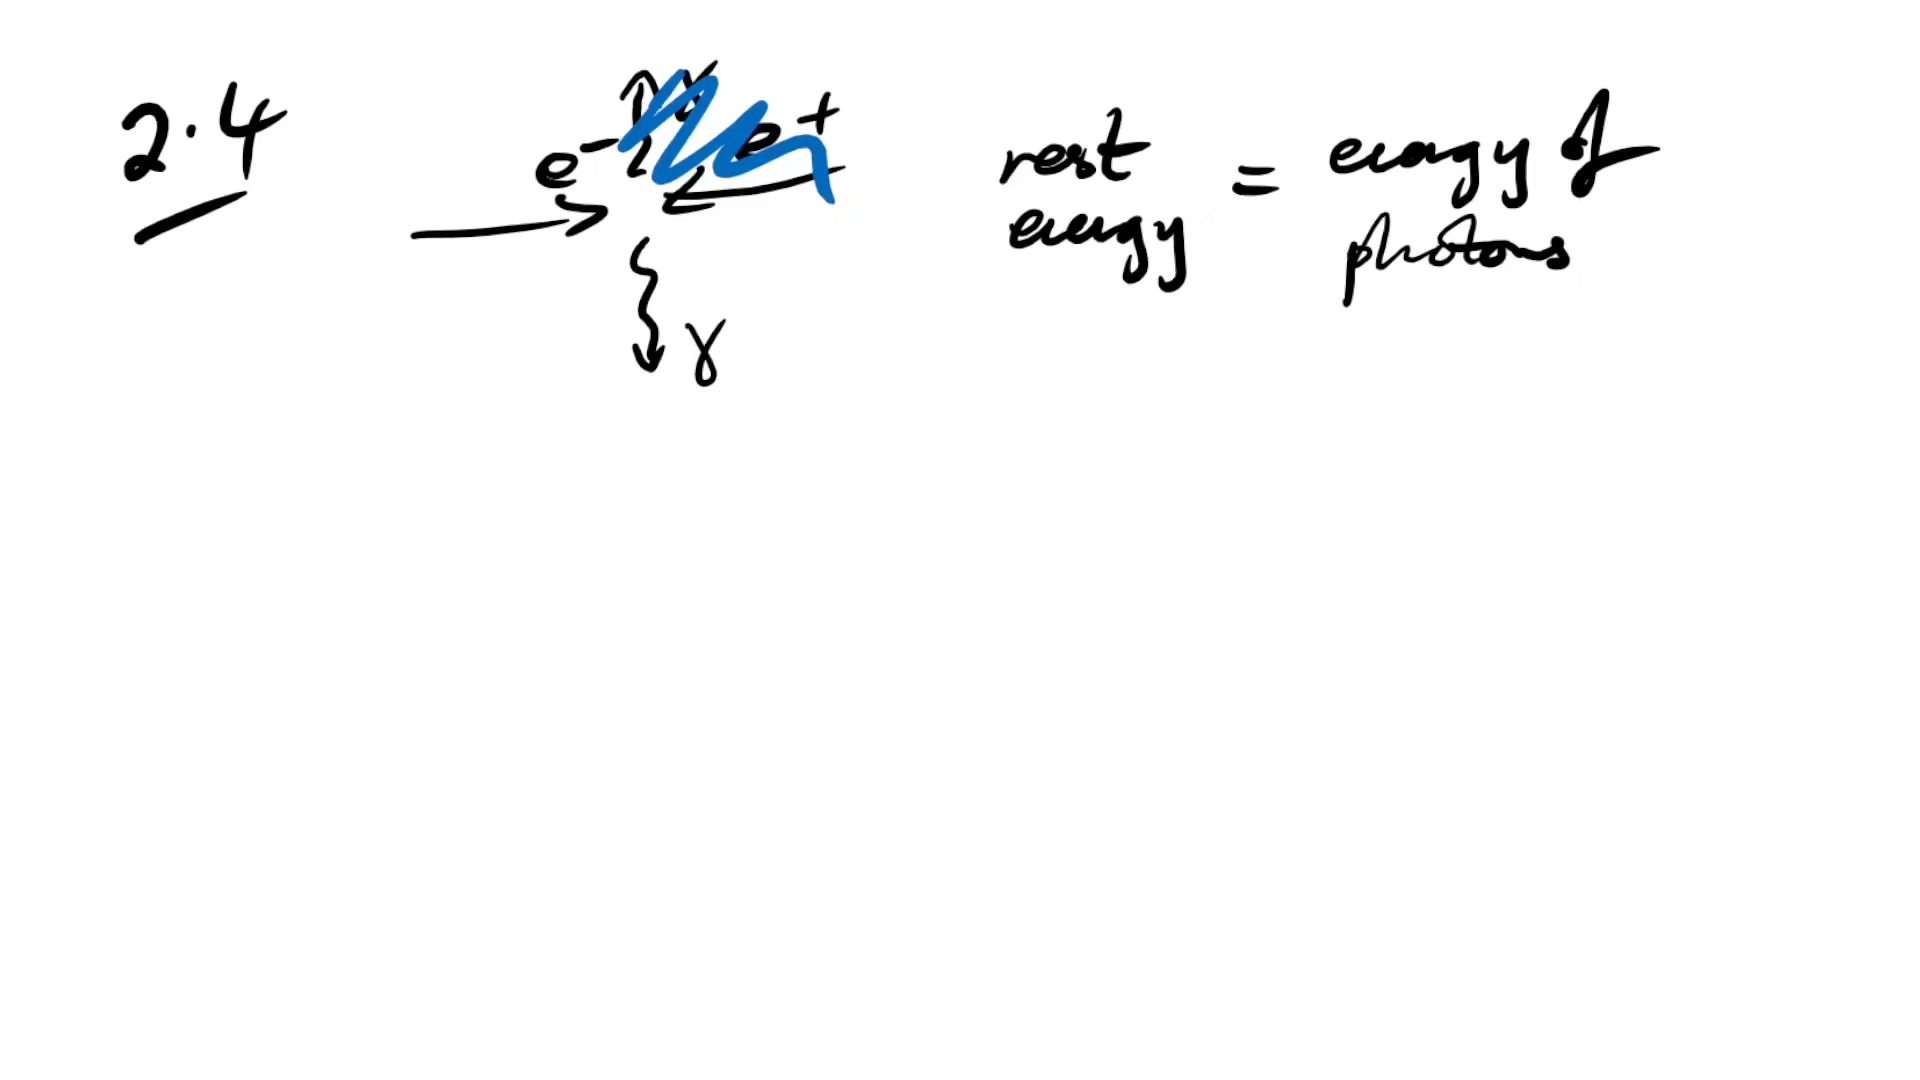 2.4
γ
e⁻ e⁺
γ
rest = energy of
energy photons